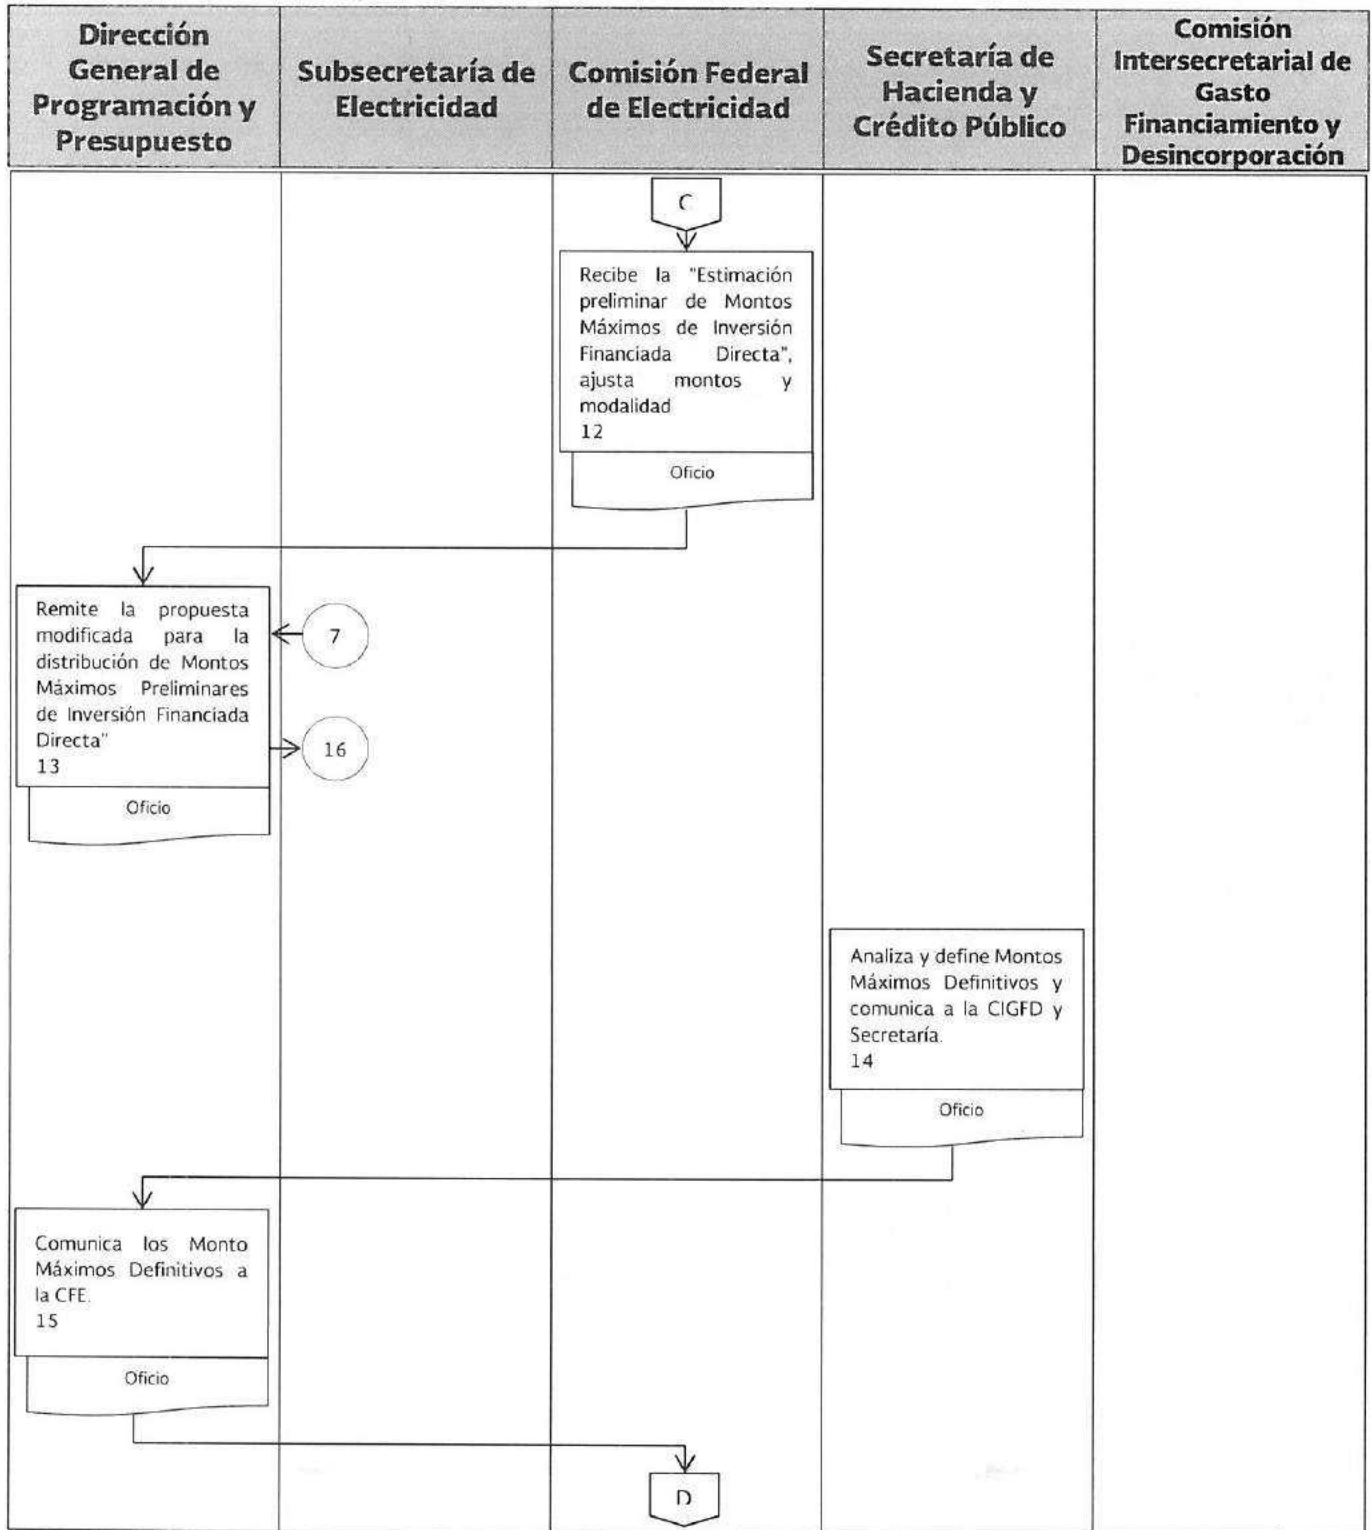 Dirección
General de
Programación y
Presupuesto
Subsecretaría de
Electricidad
Comisión Federal
de Electricidad
Secretaría de
Hacienda y
Crédito Público
Comisión
Intersecretarial de
Gasto
Financiamiento y
Desincorporación
C
Recibe la "Estimación
preliminar de Montos
Máximos de Inversión
Financiada Directa",
ajusta montos y
modalidad
12
Oficio
Remite la propuesta
modificada para la
distribución de Montos
Máximos Preliminares
de Inversión Financiada
Directa"
13
Oficio
7
16
Analiza y define Montos
Máximos Definitivos y
comunica a la CIGFD y
Secretaría.
14
Oficio
Comunica los Monto
Máximos Definitivos a
la CFE.
15
Oficio
D